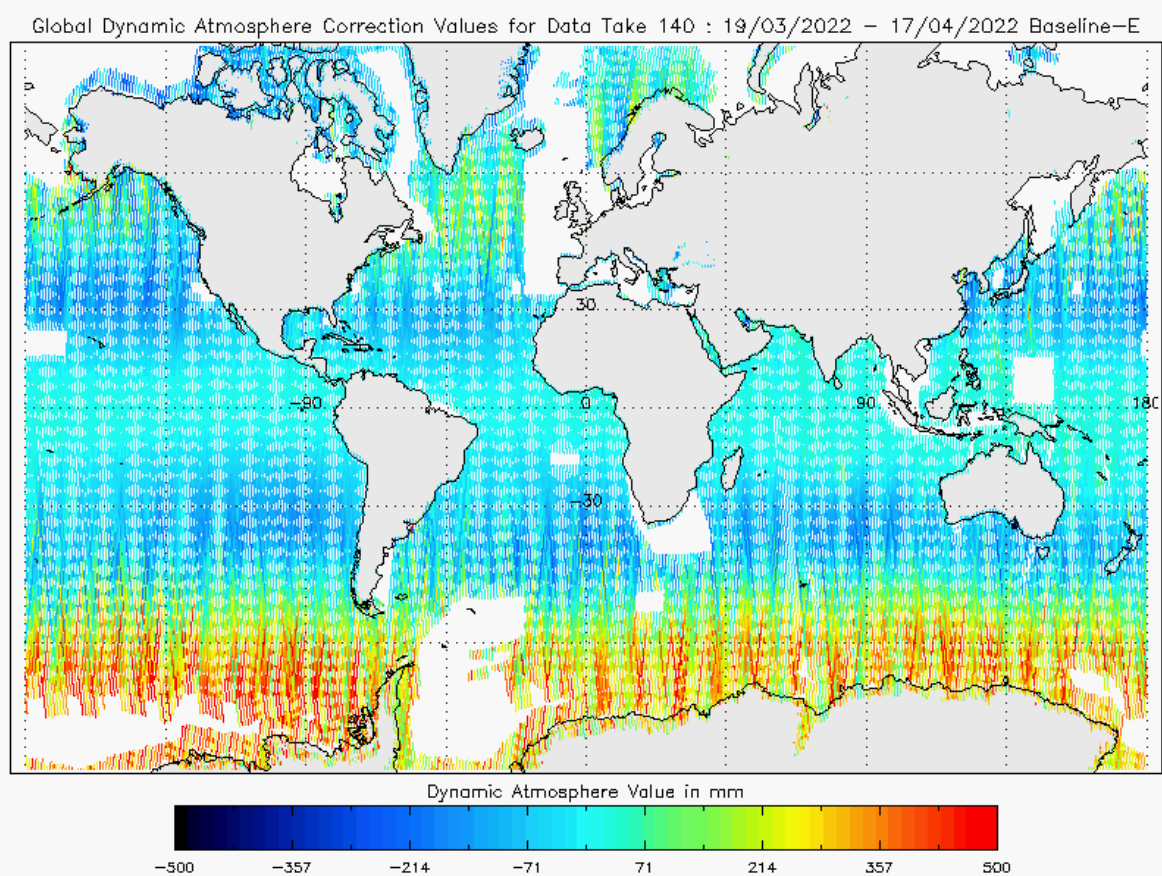 Global Dynamic Atmosphere Correction Values for Data Take 140 : 19/03/2022 − 17/04/2022 Baseline−E
30
−90 0 90 180
−30
Dynamic Atmosphere Value in mm
−500 −357 −214 −71 71 214 357 500